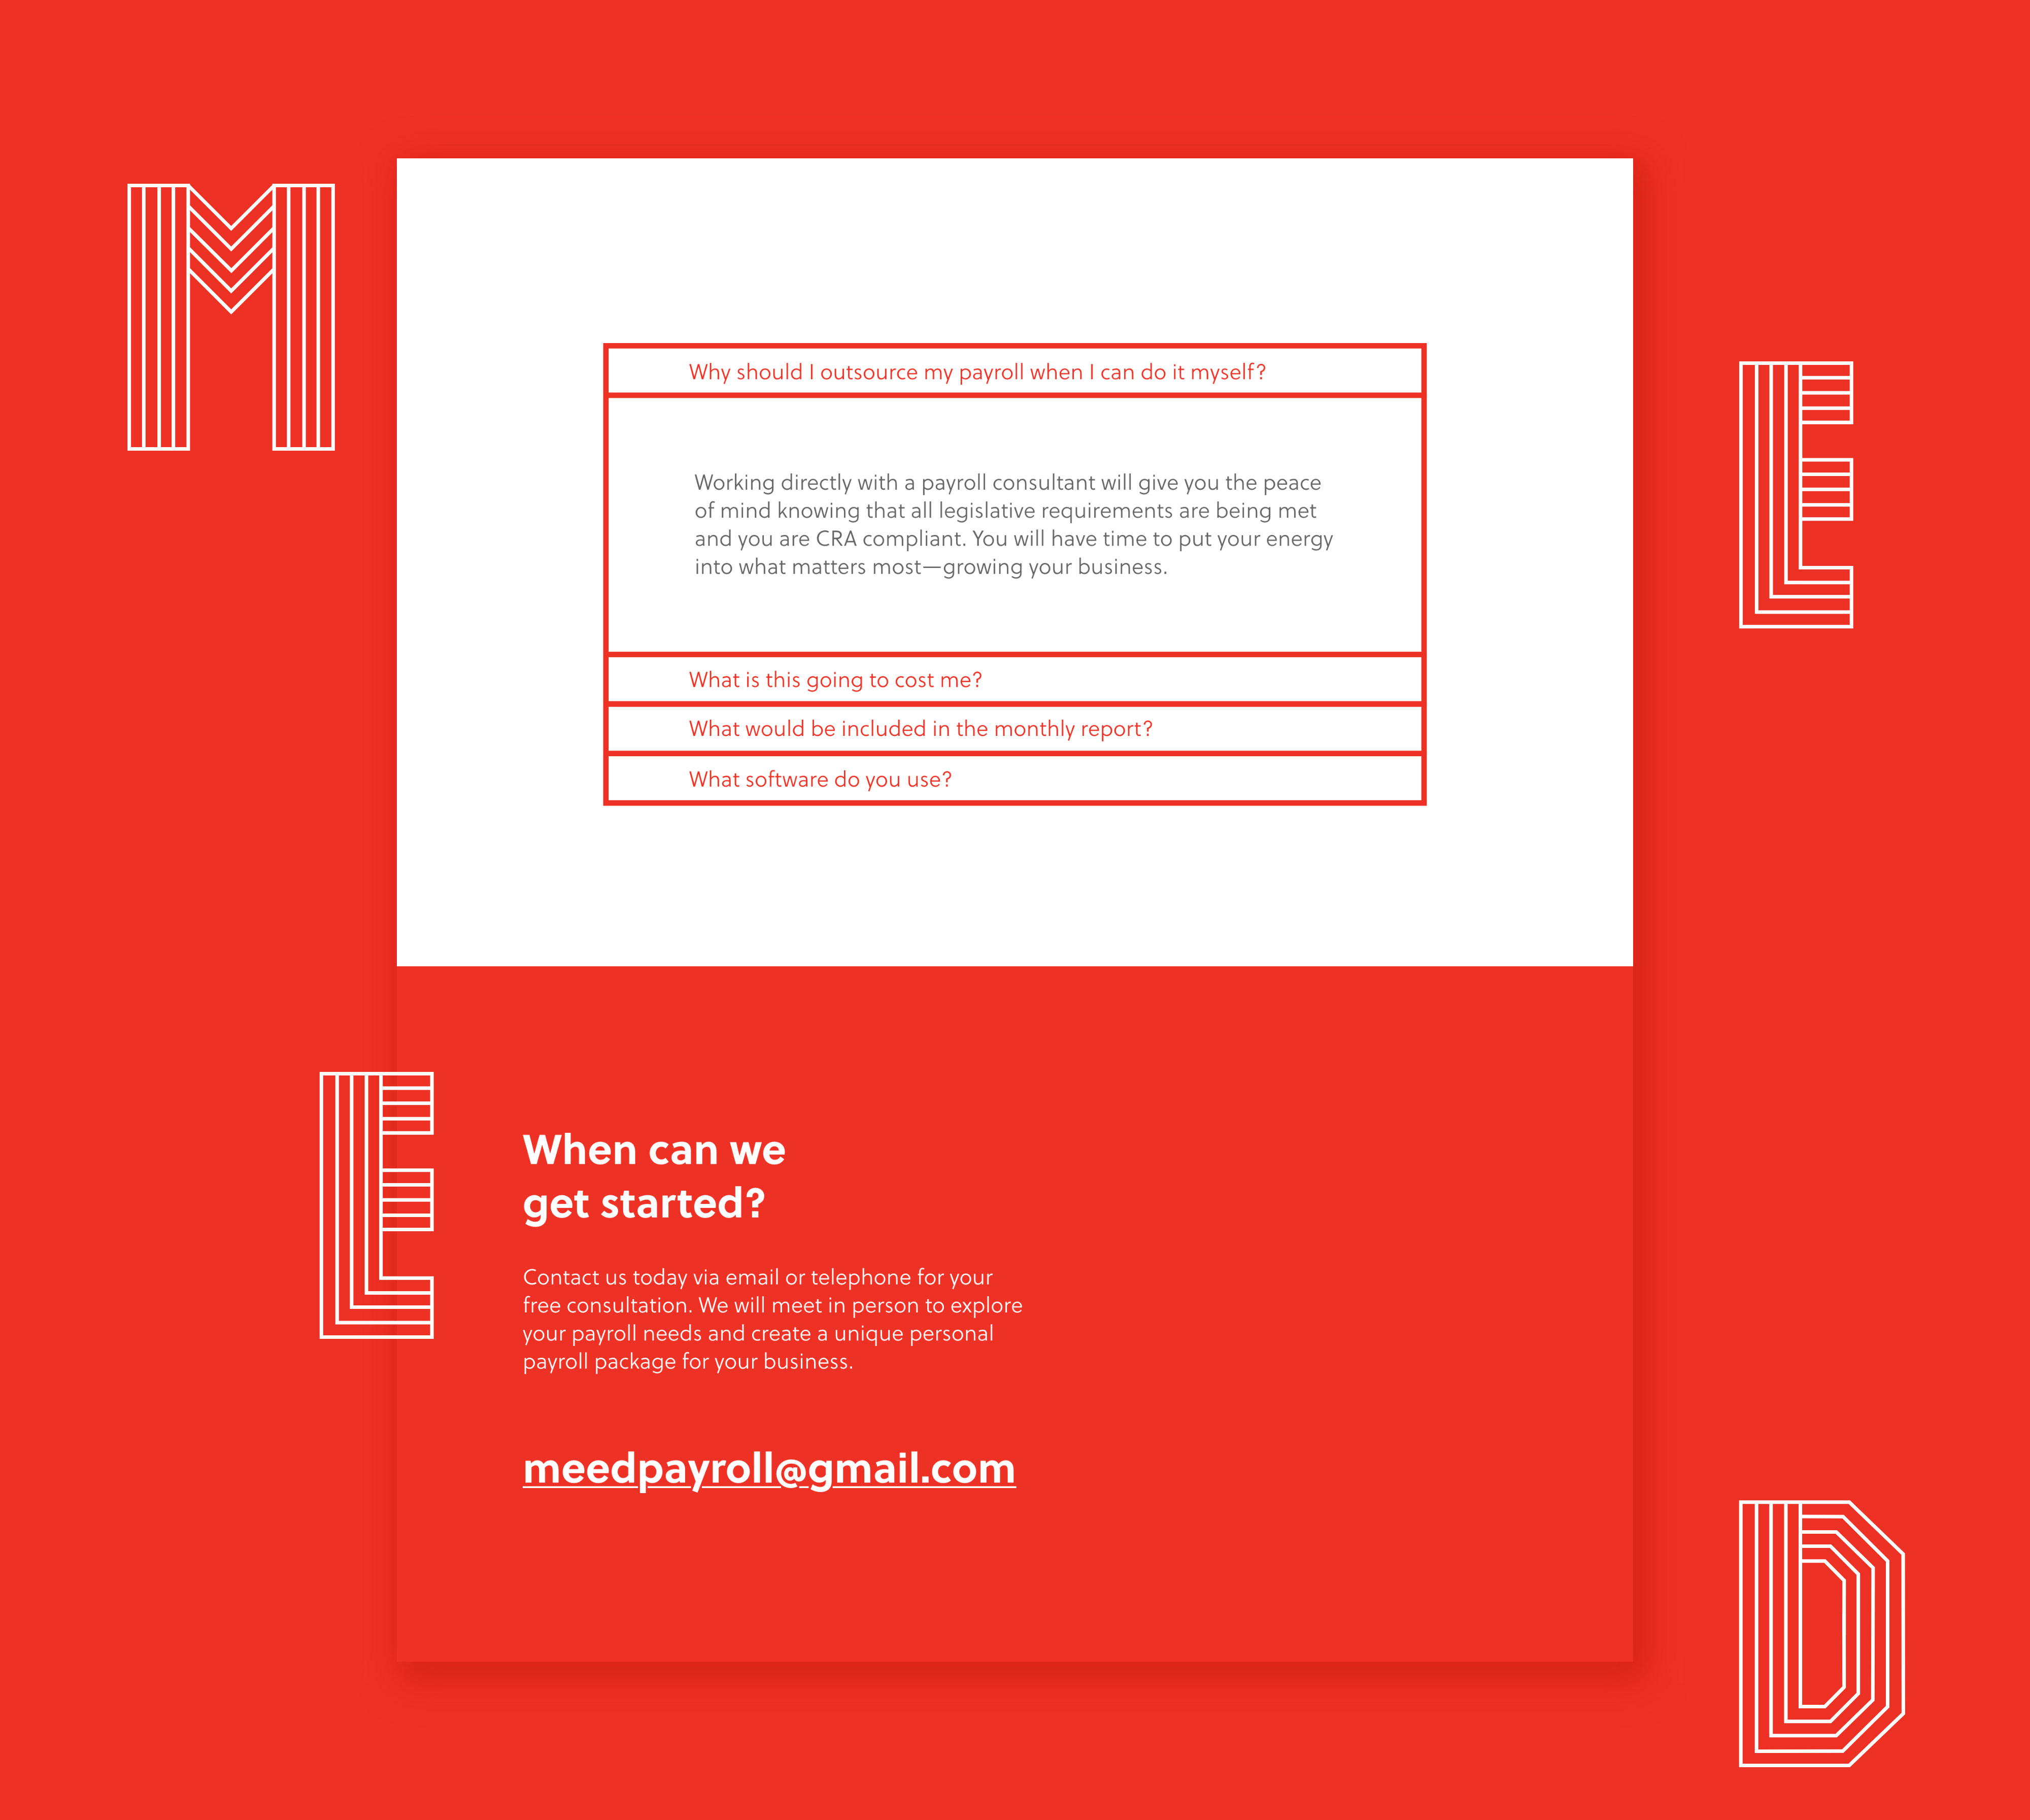 M
E
Why should I outsource my payroll when I can do it myself?
Working directly with a payroll consultant will give you the peace
of mind knowing that all legislative requirements are being met
and you are CRA compliant. You will have time to put your energy
into what matters most—growing your business.
What is this going to cost me?
What would be included in the monthly report?
What software do you use?
E
When can we
get started?
Contact us today via email or telephone for your
free consultation. We will meet in person to explore
your payroll needs and create a unique personal
payroll package for your business.
meedpayroll@gmail.com
D